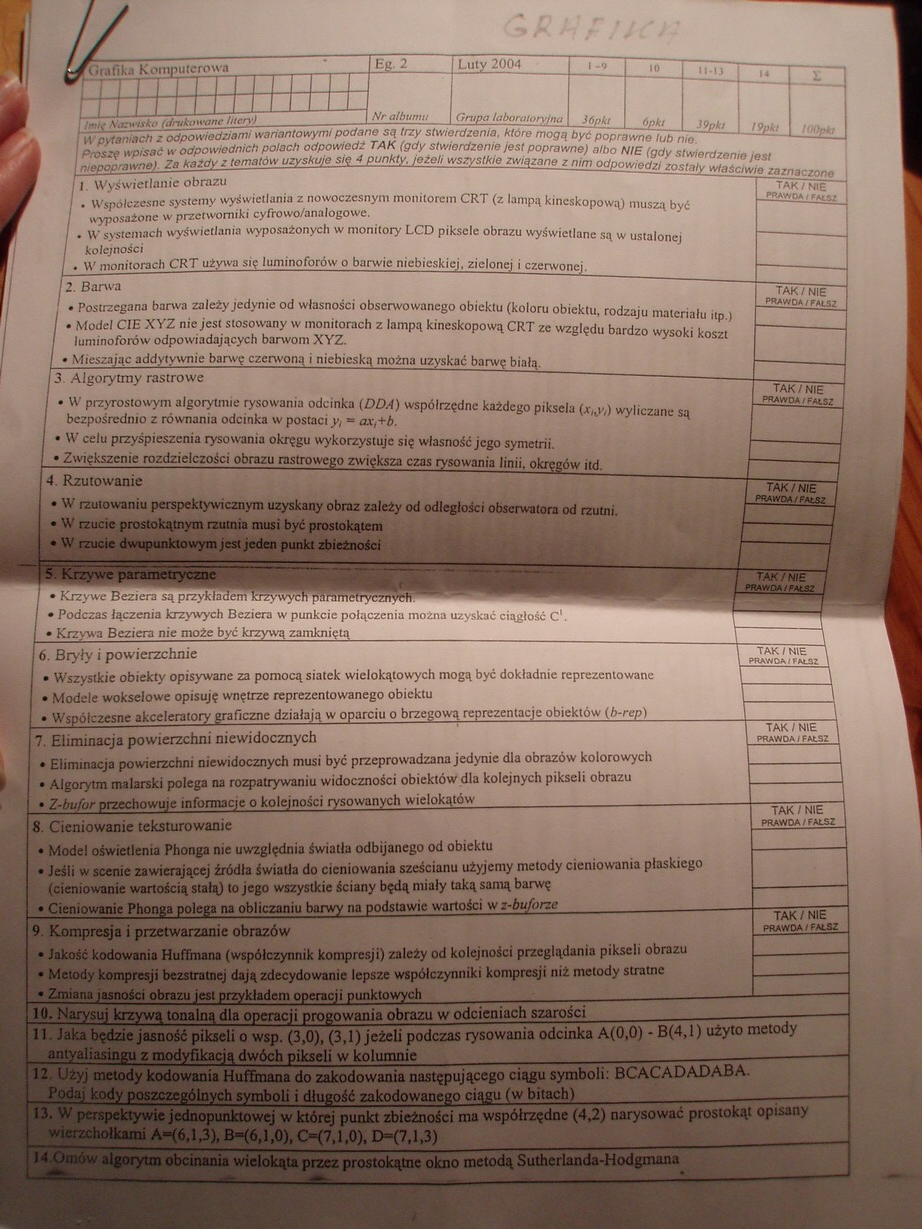 GRAFIKA
Grafika Komputerowa Eg. 2 Luty 2004 1-9 10 11-13 14 Σ
Imię Nazwisko (drukowane litery) Nr albumu Grupa laboratoryjna 36pkt 6pkt 39pkt 19pkt 100pkt
W pytaniach z odpowiedziami wariantowymi podane są trzy stwierdzenia, które mogą być poprawne lub nie.
Proszę wpisać w odpowiednich polach odpowiedź TAK (gdy stwierdzenie jest poprawne) albo NIE (gdy stwierdzenie jest
niepoprawne). Za każdy z tematów uzyskuje się 4 punkty, jeżeli wszystkie związane z nim odpowiedzi zostały właściwie zaznaczone
1. Wyświetlanie obrazu TAK / NIE
PRAWDA / FAŁSZ
• Współczesne systemy wyświetlania z nowoczesnym monitorem CRT (z lampą kineskopową) muszą być
wyposażone w przetworniki cyfrowo/analogowe.
• W systemach wyświetlania wyposażonych w monitory LCD piksele obrazu wyświetlane są w ustalonej
kolejności
• W monitorach CRT używa się luminoforów o barwie niebieskiej, zielonej i czerwonej.
2. Barwa TAK / NIE
PRAWDA / FAŁSZ
• Postrzegana barwa zależy jedynie od własności obserwowanego obiektu (koloru obiektu, rodzaju materiału itp.)
• Model CIE XYZ nie jest stosowany w monitorach z lampą kineskopową CRT ze względu bardzo wysoki koszt
luminoforów odpowiadających barwom XYZ.
• Mieszając addytywnie barwę czerwoną i niebieską można uzyskać barwę białą.
3. Algorytmy rastrowe TAK / NIE
PRAWDA / FAŁSZ
• W przyrostowym algorytmie rysowania odcinka (DDA) współrzędne każdego piksela (xᵢ,yᵢ) wyliczane są
bezpośrednio z równania odcinka w postaci yᵢ = axᵢ+b.
• W celu przyśpieszenia rysowania okręgu wykorzystuje się własność jego symetrii.
• Zwiększenie rozdzielczości obrazu rastrowego zwiększa czas rysowania linii, okręgów itd.
4. Rzutowanie TAK / NIE
PRAWDA / FAŁSZ
• W rzutowaniu perspektywicznym uzyskany obraz zależy od odległości obserwatora od rzutni.
• W rzucie prostokątnym rzutnia musi być prostokątem
• W rzucie dwupunktowym jest jeden punkt zbieżności
5. Krzywe parametryczne TAK / NIE
PRAWDA / FAŁSZ
• Krzywe Beziera są przykładem krzywych parametrycznych.
• Podczas łączenia krzywych Beziera w punkcie połączenia można uzyskać ciągłość C¹.
• Krzywa Beziera nie może być krzywą zamkniętą
6. Bryły i powierzchnie TAK / NIE
PRAWDA / FAŁSZ
• Wszystkie obiekty opisywane za pomocą siatek wielokątowych mogą być dokładnie reprezentowane
• Modele wokselowe opisuję wnętrze reprezentowanego obiektu
• Współczesne akceleratory graficzne działają w oparciu o brzegową reprezentacje obiektów (b-rep)
7. Eliminacja powierzchni niewidocznych TAK / NIE
PRAWDA / FAŁSZ
• Eliminacja powierzchni niewidocznych musi być przeprowadzana jedynie dla obrazów kolorowych
• Algorytm malarski polega na rozpatrywaniu widoczności obiektów dla kolejnych pikseli obrazu
• Z-bufor przechowuje informacje o kolejności rysowanych wielokątów
8. Cieniowanie teksturowanie TAK / NIE
PRAWDA / FAŁSZ
• Model oświetlenia Phonga nie uwzględnia światła odbijanego od obiektu
• Jeśli w scenie zawierającej źródła światła do cieniowania sześcianu użyjemy metody cieniowania płaskiego
(cieniowanie wartością stałą) to jego wszystkie ściany będą miały taką samą barwę
• Cieniowanie Phonga polega na obliczaniu barwy na podstawie wartości w z-buforze
9. Kompresja i przetwarzanie obrazów TAK / NIE
PRAWDA / FAŁSZ
• Jakość kodowania Huffmana (współczynnik kompresji) zależy od kolejności przeglądania pikseli obrazu
• Metody kompresji bezstratnej dają zdecydowanie lepsze współczynniki kompresji niż metody stratne
• Zmiana jasności obrazu jest przykładem operacji punktowych
10. Narysuj krzywą tonalną dla operacji progowania obrazu w odcieniach szarości
11. Jaka będzie jasność pikseli o wsp. (3,0), (3,1) jeżeli podczas rysowania odcinka A(0,0) - B(4,1) użyto metody
antyaliasingu z modyfikacją dwóch pikseli w kolumnie
12. Użyj metody kodowania Huffmana do zakodowania następującego ciągu symboli: BCACADADABA.
Podaj kody poszczególnych symboli i długość zakodowanego ciągu (w bitach)
13. W perspektywie jednopunktowej w której punkt zbieżności ma współrzędne (4,2) narysować prostokąt opisany
wierzchołkami A=(6,1,3), B=(6,1,0), C=(7,1,0), D=(7,1,3)
14.Omów algorytm obcinania wielokąta przez prostokątne okno metodą Sutherlanda-Hodgmana